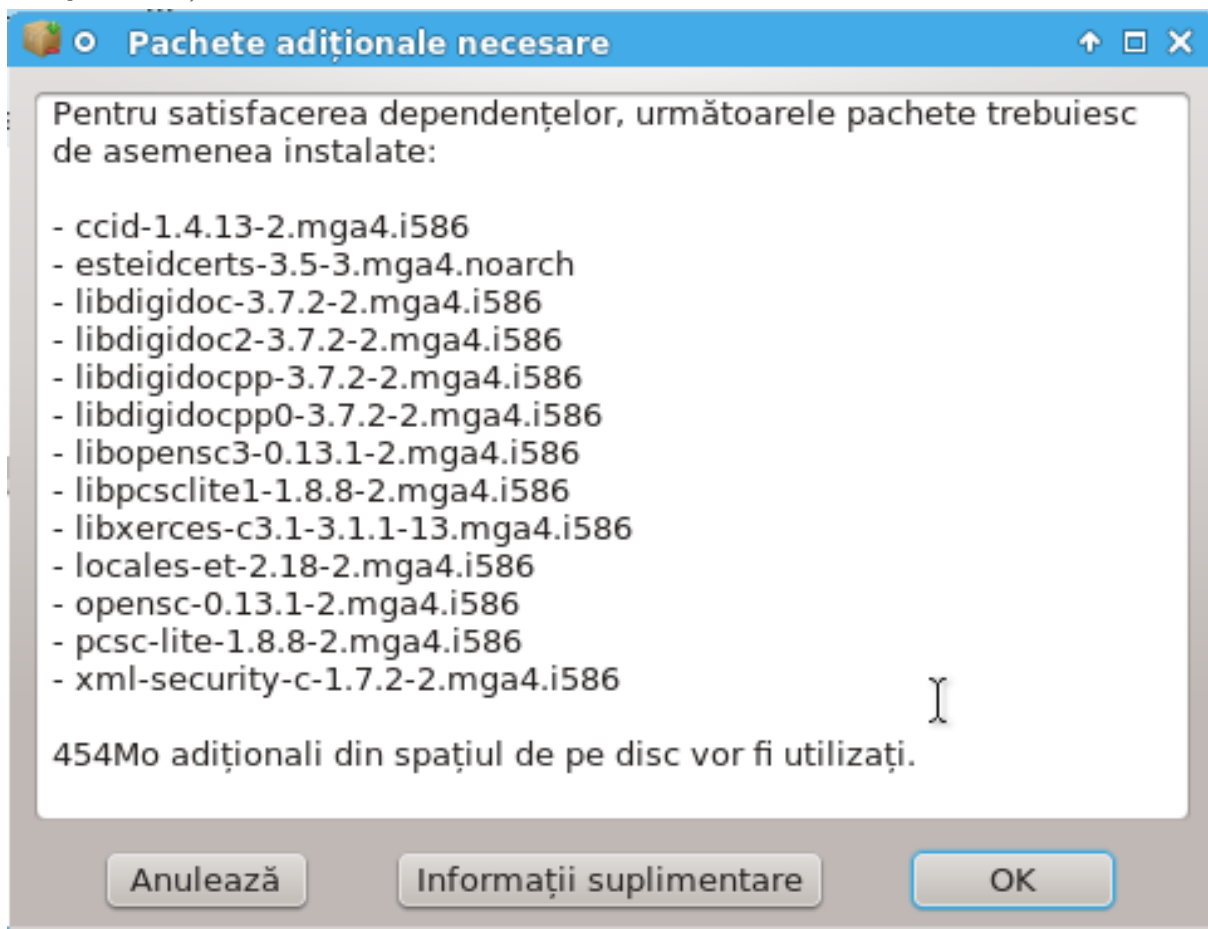 Pachete adiționale necesare
Pentru satisfacerea dependențelor, următoarele pachete trebuiesc
de asemenea instalate:
- ccid-1.4.13-2.mga4.i586
- esteidcerts-3.5-3.mga4.noarch
- libdigidoc-3.7.2-2.mga4.i586
- libdigidoc2-3.7.2-2.mga4.i586
- libdigidocpp-3.7.2-2.mga4.i586
- libdigidocpp0-3.7.2-2.mga4.i586
- libopensc3-0.13.1-2.mga4.i586
- libpcsclite1-1.8.8-2.mga4.i586
- libxerces-c3.1-3.1.1-13.mga4.i586
- locales-et-2.18-2.mga4.i586
- opensc-0.13.1-2.mga4.i586
- pcsc-lite-1.8.8-2.mga4.i586
- xml-security-c-1.7.2-2.mga4.i586
454Mo adiționali din spațiul de pe disc vor fi utilizați.
Anulează Informații suplimentare OK